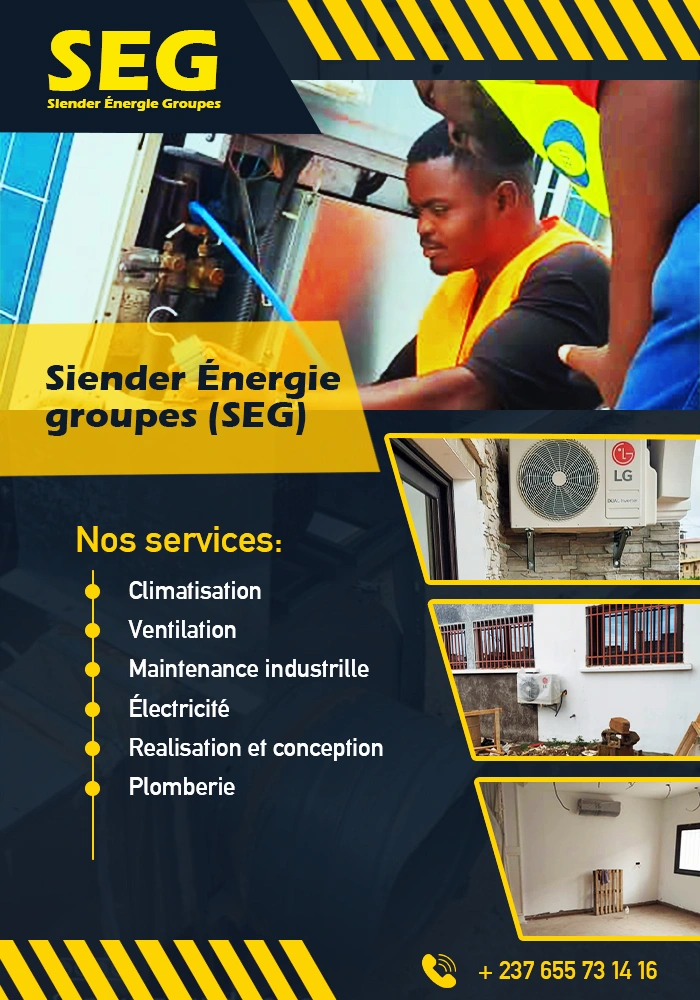 SEG
Siender Énergie Groupes
Siender Énergie
groupes (SEG)
LG
Nos services:
Climatisation
Ventilation
Maintenance industrille
Électricité
Realisation et conception
Plomberie
+ 237 655 73 14 16